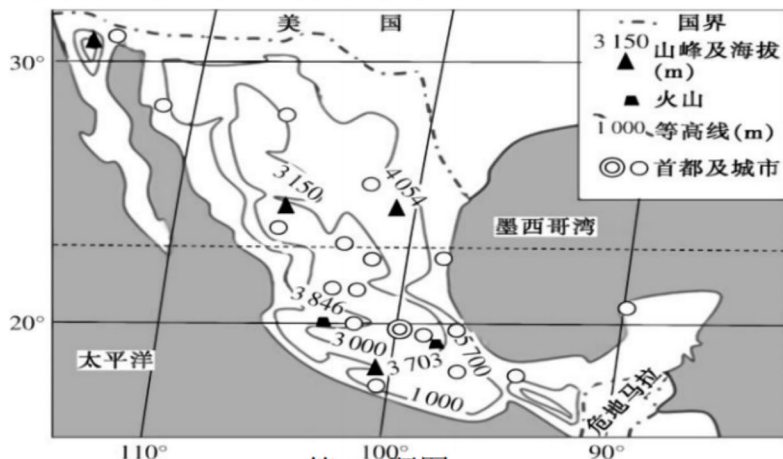 美 国
国界
3 150 山峰及海拔
(m)
火山
1 000 等高线(m)
首都及城市
30°
3 150
4 054
墨西哥湾
20°
3 846
3 000
3 703
5 700
1 000
太平洋
危地马拉
110°
100°
90°